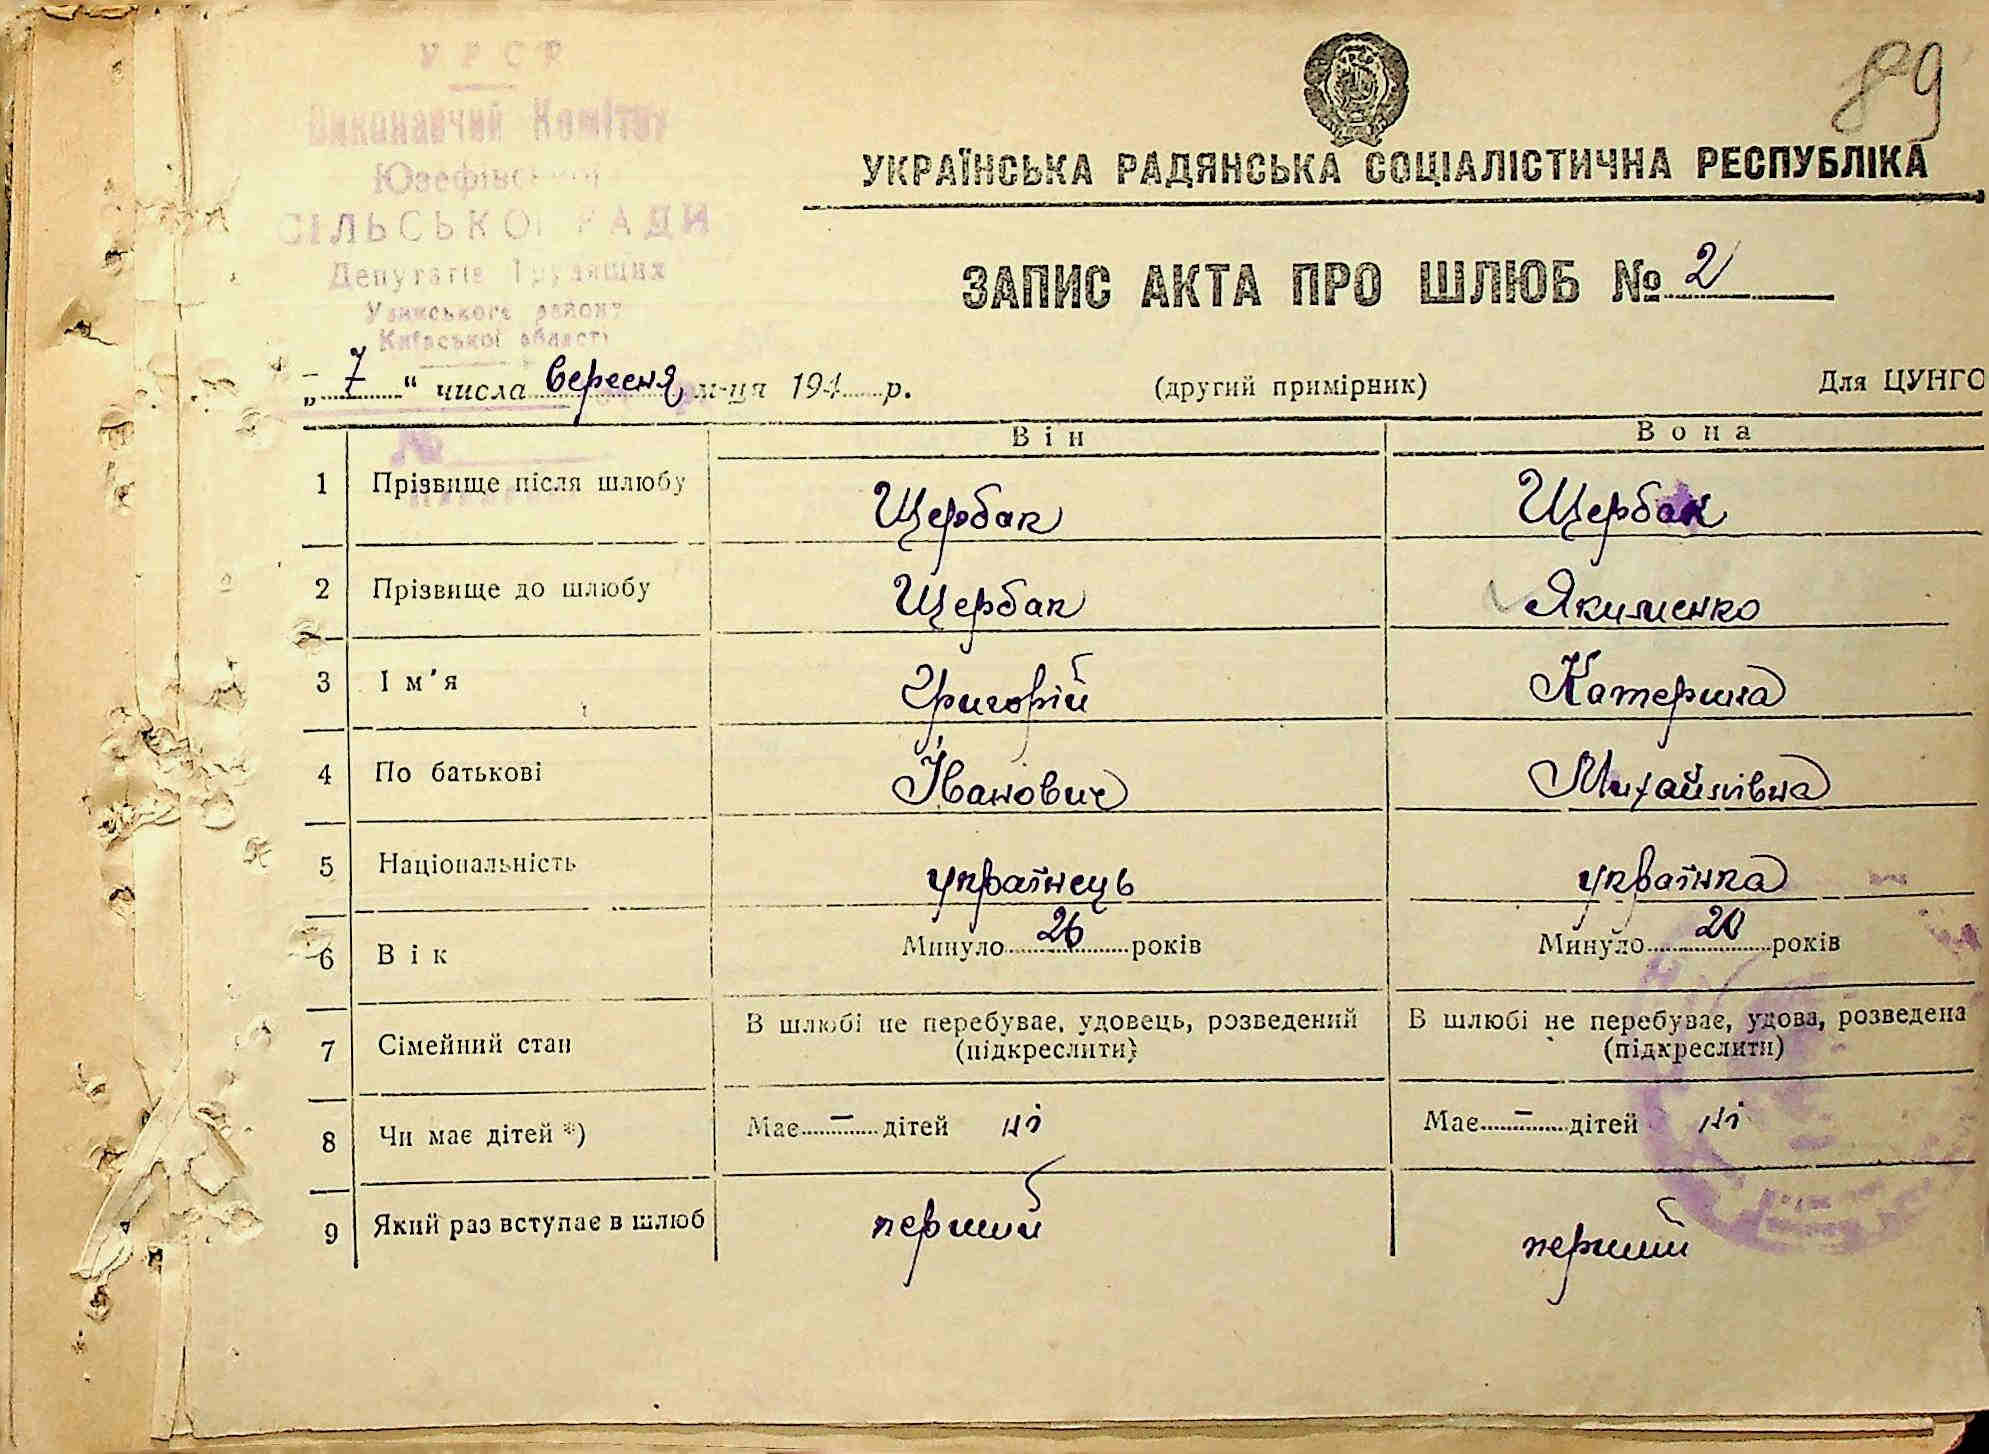 УРСР
Виконавчий Комітет
Юзефівської
СІЛЬСЬКОЇ РАДИ
Депутатів Трудящих
Узинського району
Київської області
89
УКРАЇНСЬКА РАДЯНСЬКА СОЦІАЛІСТИЧНА РЕСПУБЛІКА
ЗАПИС АКТА ПРО ШЛЮБ № 2
„ 7 “ числа вересня м-ця 194 р. (другий примірник) Для ЦУНГО
№
Він Вона
1 Прізвище після шлюбу Щербак Щербак
2 Прізвище до шлюбу Щербак Якименко
3 Ім'я Григорій Катерина
4 По батькові Іванович Михайлівна
5 Національність українець українка
6 Вік Минуло 26 років Минуло 20 років
7 Сімейний стан В шлюбі не перебуває, удовець, розведений (підкреслити) В шлюбі не перебуває, удова, розведена (підкреслити)
8 Чи має дітей *) Має — дітей ні Має — дітей ні
9 Який раз вступає в шлюб перший перший